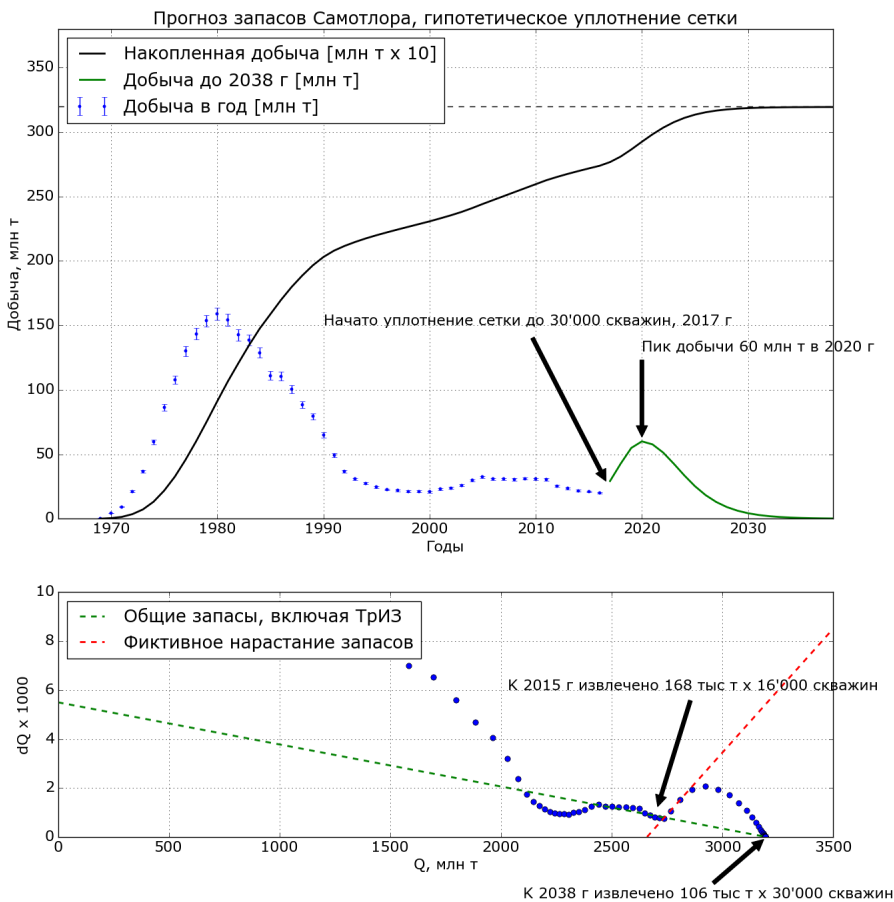 Прогноз запасов Самотлора, гипотетическое уплотнение сетки
Накопленная добыча [млн т x 10]
Добыча до 2038 г [млн т]
Добыча в год [млн т]
350
300
250
200
150
100
50
0
Добыча, млн т
Начато уплотнение сетки до 30'000 скважин, 2017 г
Пик добычи 60 млн т в 2020 г
1970 1980 1990 2000 2010 2020 2030
Годы
Общие запасы, включая ТрИЗ
Фиктивное нарастание запасов
10
8
6
4
2
0
dQ x 1000
К 2015 г извлечено 168 тыс т x 16'000 скважин
0 500 1000 1500 2000 2500 3000 3500
Q, млн т
К 2038 г извлечено 106 тыс т x 30'000 скважин